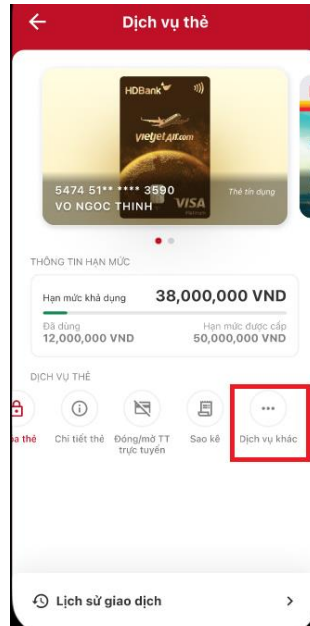 Dịch vụ thẻ
HDBank
vietjetAir.com
5474 51** **** 3590
Thẻ tín dụng
VO NGOC THINH
VISA
Platinum
THÔNG TIN HẠN MỨC
Hạn mức khả dụng 38,000,000 VND
Đã dùng Hạn mức được cấp
12,000,000 VND 50,000,000 VND
DỊCH VỤ THẺ
óa thẻ Chi tiết thẻ Đóng/mở TT Sao kê Dịch vụ khác
trực tuyến
Lịch sử giao dịch